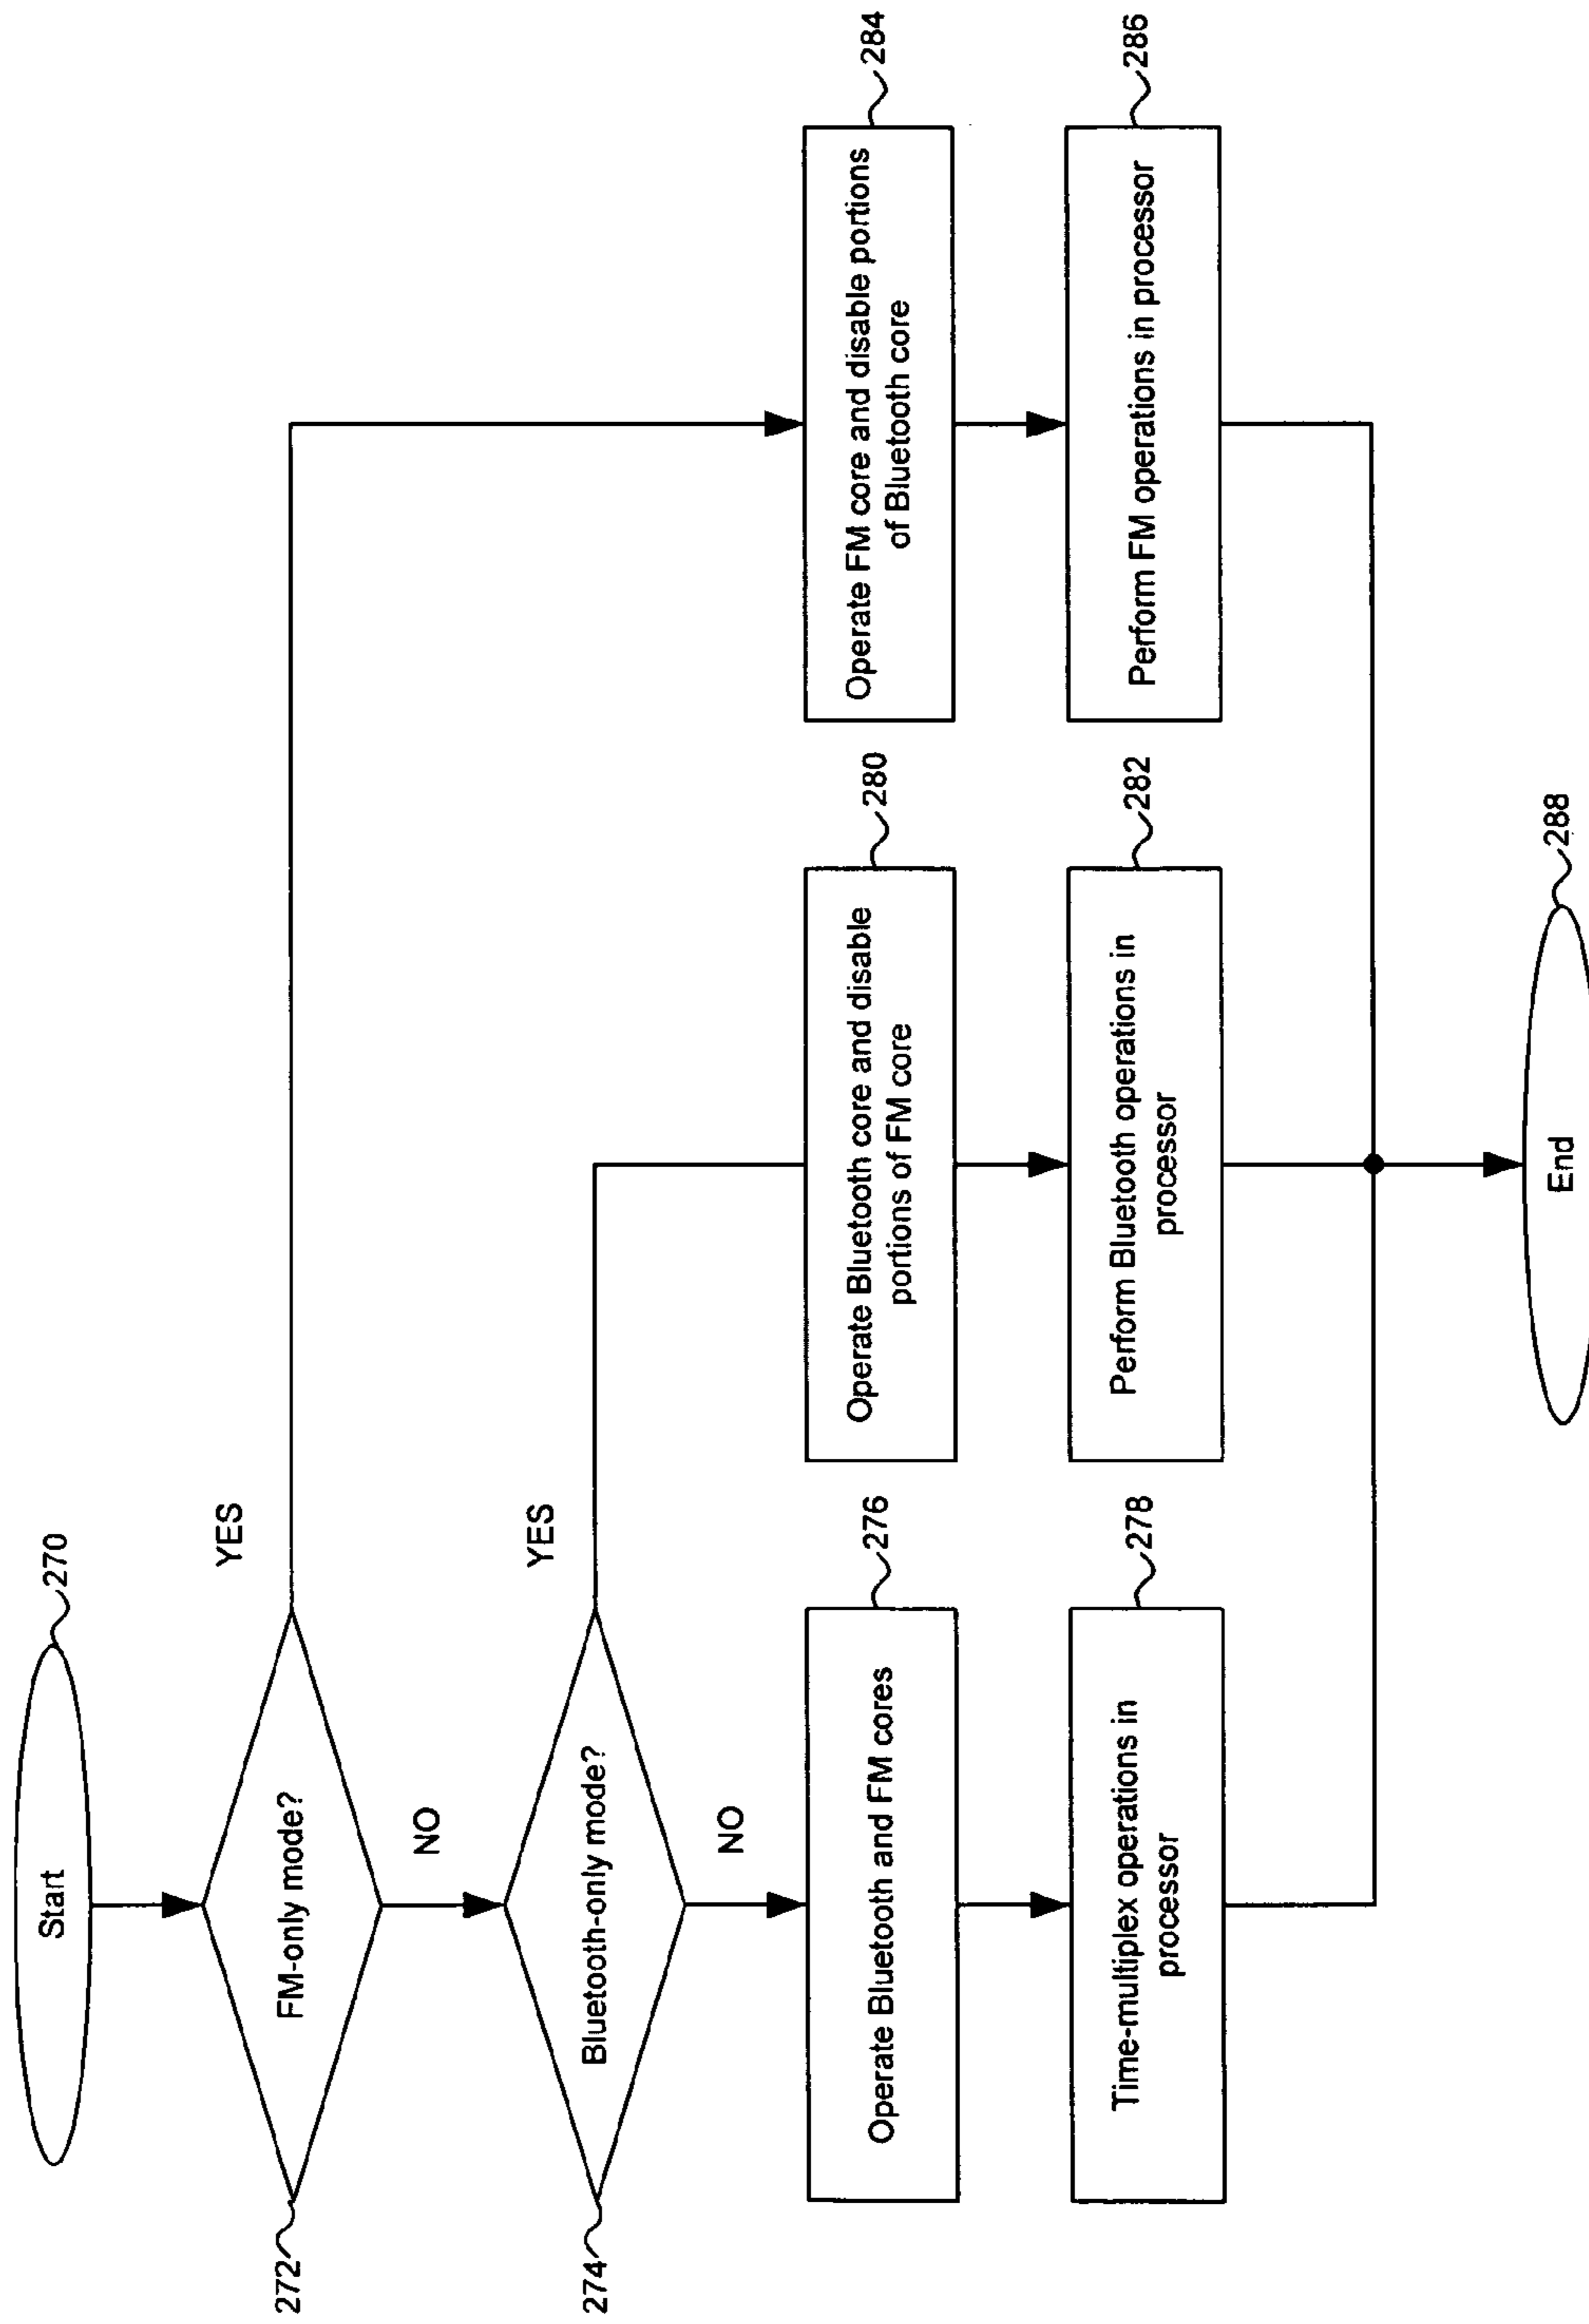 Start
270
FM-only mode?
272
YES
NO
Bluetooth-only mode?
274
YES
NO
Operate Bluetooth and FM cores
276
Operate Bluetooth core and disable
portions of FM core
280
Operate FM core and disable portions
of Bluetooth core
284
Time-multiplex operations in
processor
278
Perform Bluetooth operations in
processor
282
Perform FM operations in processor
286
End
288